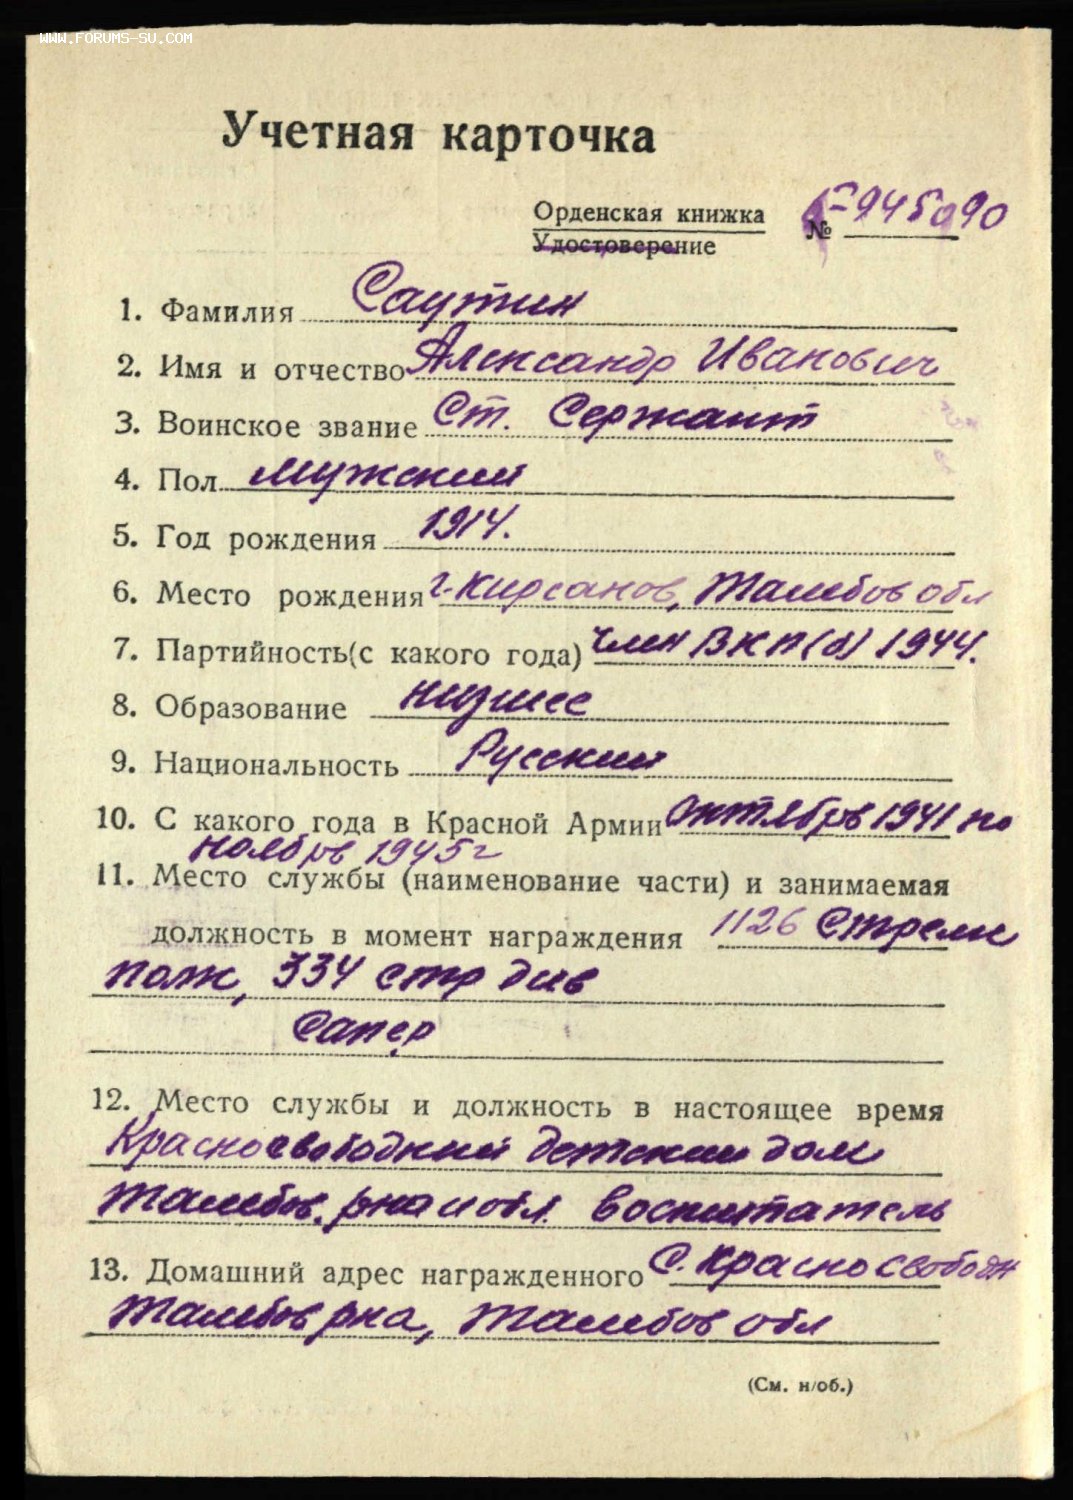 WWW.FORUMS-SU.COM
Учетная карточка
Орденская книжка № Е 945090
Удостоверение
1. Фамилия Саутин
2. Имя и отчество Александр Иванович
3. Воинское звание Ст. Сержант
4. Пол мужский
5. Год рождения 1914.
6. Место рождения г. Кирсанов, Тамбов обл
7. Партийность(с какого года) член ВКП(б) 1944.
8. Образование низшее
9. Национальность Русский
10. С какого года в Красной Армии октябрь 1941 по
ноябрь 1945 г
11. Место службы (наименование части) и занимаемая
должность в момент награждения 1126 Стрелк
полк, 334 стр див
Сапер
12. Место службы и должность в настоящее время
Красносвободный детский дом
Тамбов. рна и обл. воспитатель
13. Домашний адрес награжденного С. Красносвободн
Тамбов рна, Тамбов обл
(См. н/об.)